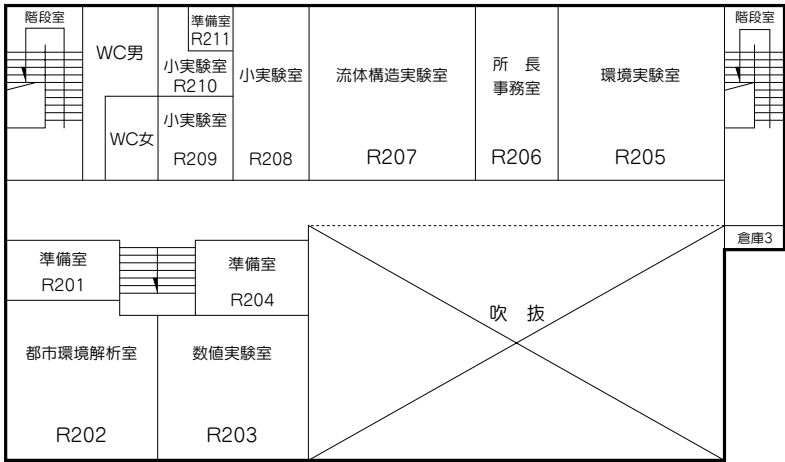 階段室
WC男
WC女
準備室
R211
小実験室
R210
小実験室
R209
小実験室
R208
流体構造実験室
R207
所　長
事務室
R206
環境実験室
R205
階段室
倉庫3
準備室
R201
準備室
R204
吹　抜
都市環境解析室
R202
数値実験室
R203